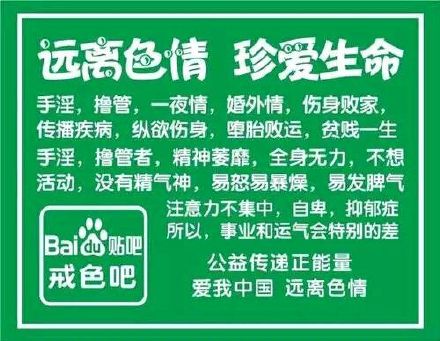 远离色情 珍爱生命
手淫，撸管，一夜情，婚外情，伤身败家，
传播疾病，纵欲伤身，堕胎败运，贫贱一生
手淫，撸管者，精神萎靡，全身无力，不想
活动，没有精气神，易怒易暴燥，易发脾气
注意力不集中，自卑，抑郁症
所以，事业和运气会特别的差
Bai du 贴吧
戒色吧
公益传递正能量
爱我中国 远离色情